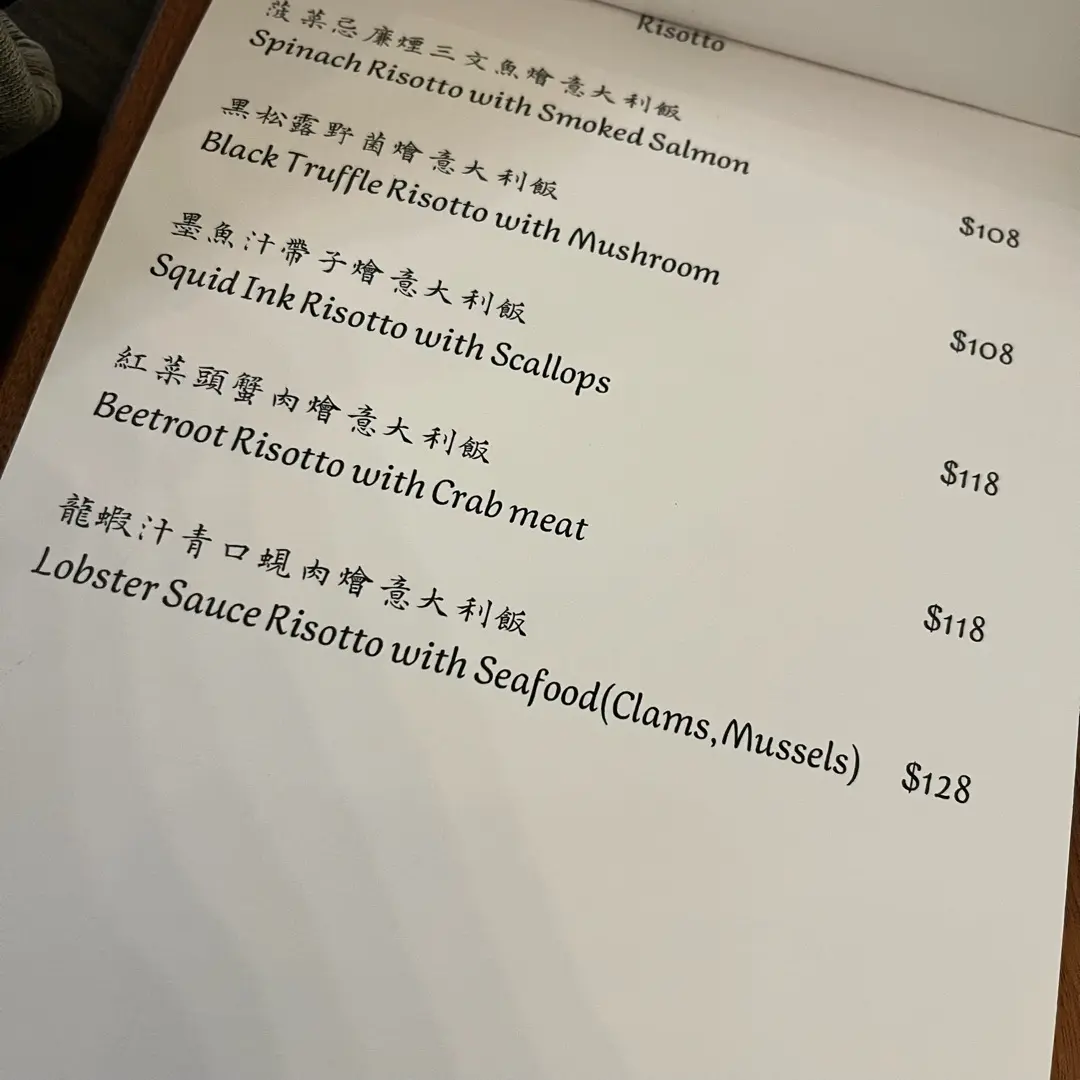 Risotto
菠菜忌廉煙三文魚燴意大利飯
Spinach Risotto with Smoked Salmon
$108
黑松露野菌燴意大利飯
Black Truffle Risotto with Mushroom
$108
墨魚汁帶子燴意大利飯
Squid Ink Risotto with Scallops
$118
紅菜頭蟹肉燴意大利飯
Beetroot Risotto with Crab meat
$118
龍蝦汁青口蜆肉燴意大利飯
Lobster Sauce Risotto with Seafood(Clams,Mussels) $128